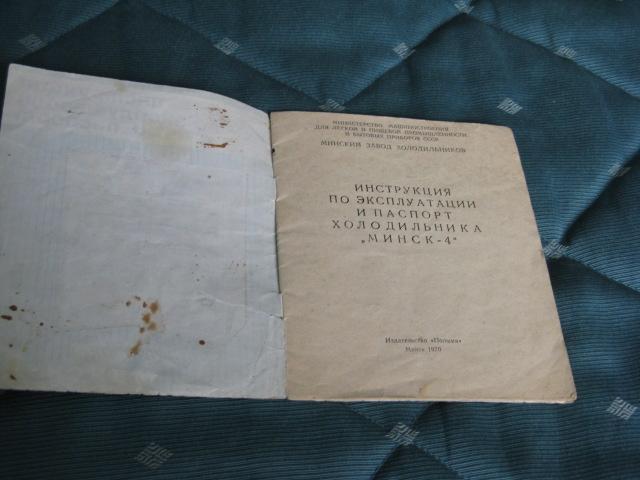 МИНИСТЕРСТВО МАШИНОСТРОЕНИЯ
ДЛЯ ЛЕГКОЙ И ПИЩЕВОЙ ПРОМЫШЛЕННОСТИ
И БЫТОВЫХ ПРИБОРОВ СССР
МИНСКИЙ ЗАВОД ХОЛОДИЛЬНИКОВ
ИНСТРУКЦИЯ
ПО ЭКСПЛУАТАЦИИ
И ПАСПОРТ
ХОЛОДИЛЬНИКА
„МИНСК-4"
Издательство «Полымя»
Минск 1970